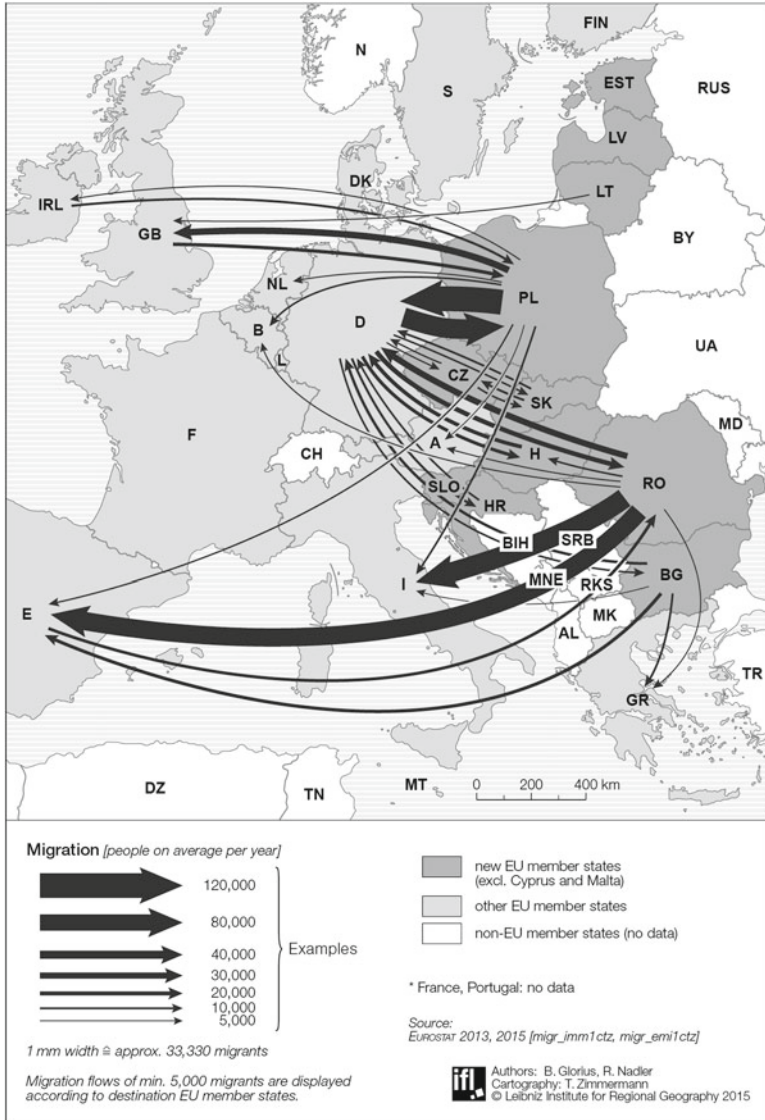 N
FIN
S
EST
RUS
LV
DK
LT
IRL
GB
BY
NL
PL
B
D
L
UA
CZ
SK
MD
F
A
H
CH
RO
SLO
HR
BIH
SRB
I
MNE
RKS
BG
E
MK
AL
TR
GR
DZ
TN
MT
0 200 400 km
Migration [people on average per year]
120,000
80,000
40,000
30,000
20,000
10,000
5,000
Examples
1 mm width ≙ approx. 33,330 migrants
Migration flows of min. 5,000 migrants are displayed
according to destination EU member states.
new EU member states
(excl. Cyprus and Malta)
other EU member states
non-EU member states (no data)
* France, Portugal: no data
Source:
EUROSTAT 2013, 2015 [migr_imm1ctz, migr_emi1ctz]
ifl
Authors: B. Glorius, R. Nadler
Cartography: T. Zimmermann
© Leibniz Institute for Regional Geography 2015